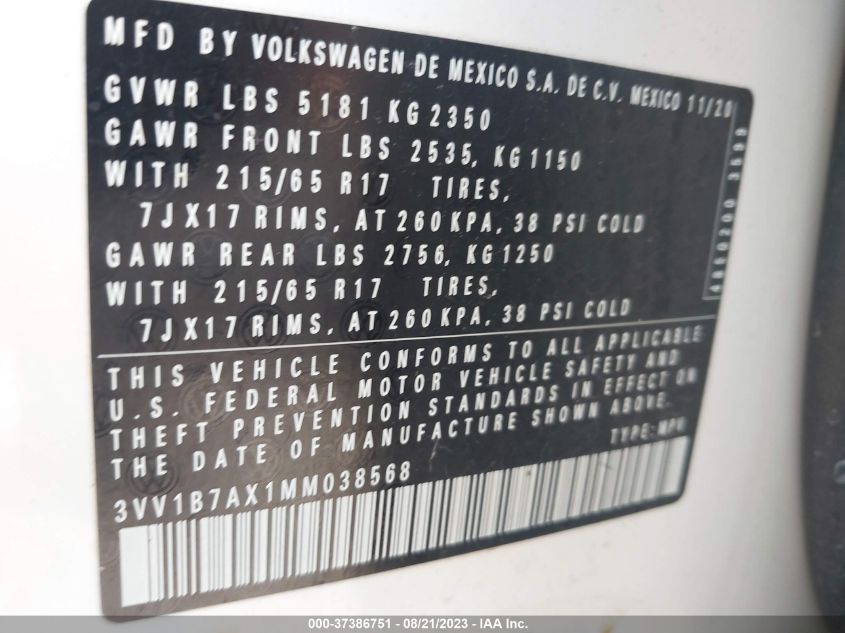 MFD BY VOLKSWAGEN DE MEXICO S.A. DE C.V. MEXICO 11/20
GVWR LBS 5181 KG 2350
GAWR FRONT LBS 2535, KG 1150
WITH 215/65 R17 TIRES,
7JX17 RIMS, AT 260 KPA, 38 PSI COLD
GAWR REAR LBS 2756, KG 1250
WITH 215/65 R17 TIRES,
7JX17 RIMS, AT 260 KPA, 38 PSI COLD
THIS VEHICLE CONFORMS TO ALL APPLICABLE
U.S. FEDERAL MOTOR VEHICLE SAFETY AND
THEFT PREVENTION STANDARDS IN EFFECT ON
THE DATE OF MANUFACTURE SHOWN ABOVE.
TYPE: MPV
3VV1B7AX1MM038568
000-37386751 - 08/21/2023 - IAA Inc.